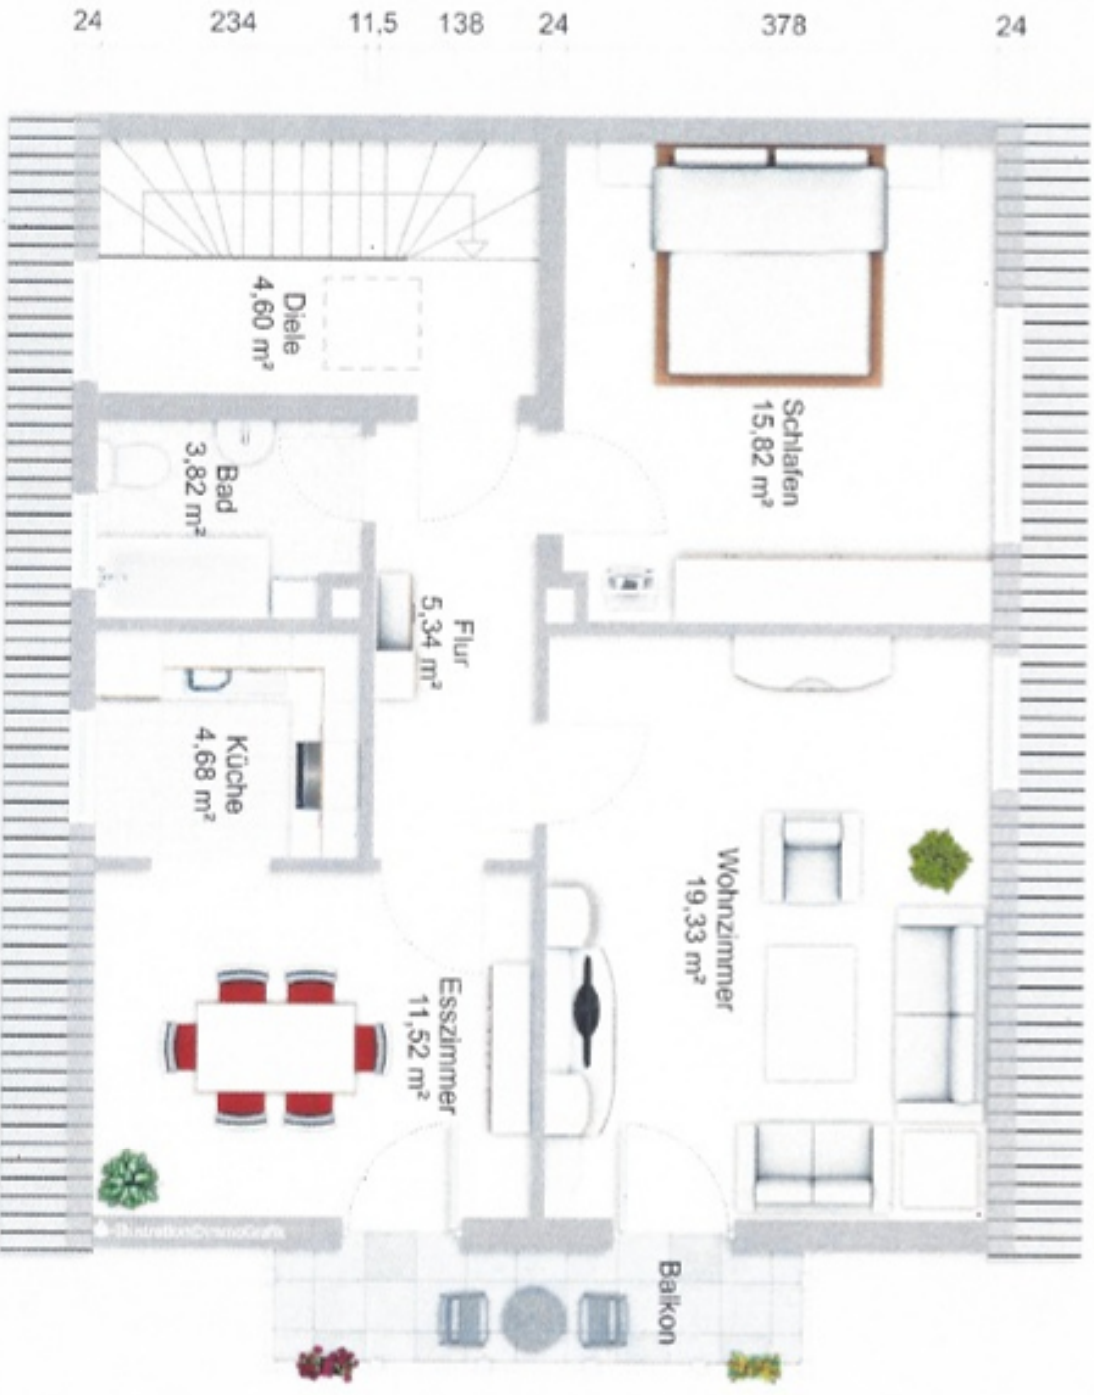 24 234 11,5 138 24 378 24
Diele
4,60 m²
Schlafen
15,82 m²
Bad
3,82 m²
Flur
5,34 m²
Küche
4,68 m²
Wohnzimmer
19,33 m²
Esszimmer
11,52 m²
Balkon